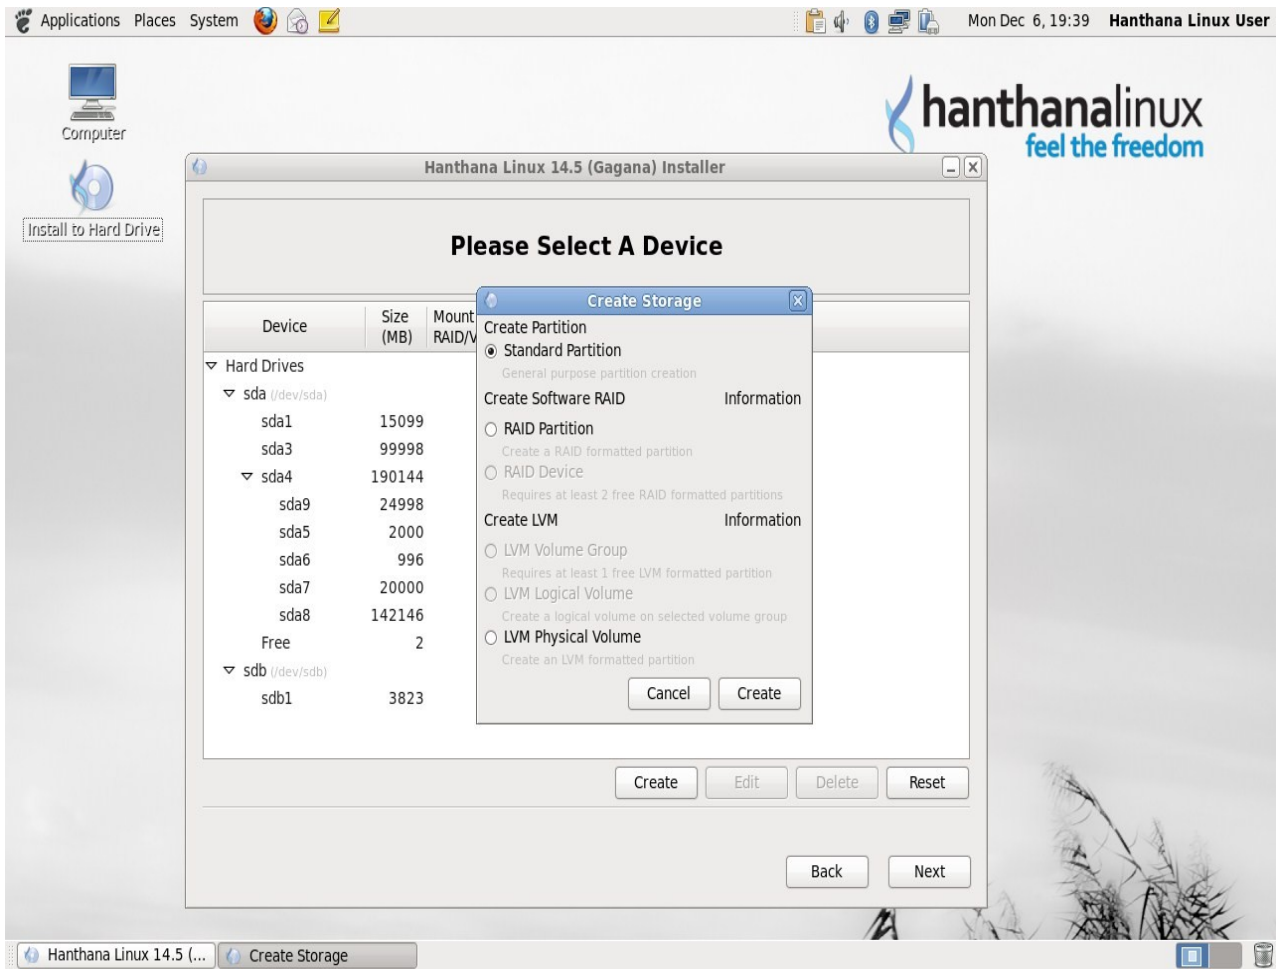 Applications Places System Mon Dec 6, 19:39 Hanthana Linux User
Computer
Install to Hard Drive
hanthanalinux
feel the freedom
Hanthana Linux 14.5 (Gagana) Installer
Please Select A Device
Device Size (MB) Mount RAID/V
Hard Drives
sda (/dev/sda)
sda1 15099
sda3 99998
sda4 190144
sda9 24998
sda5 2000
sda6 996
sda7 20000
sda8 142146
Free 2
sdb (/dev/sdb)
sdb1 3823
Create Storage
Create Partition
Standard Partition
General purpose partition creation
Create Software RAID Information
RAID Partition
Create a RAID formatted partition
RAID Device
Requires at least 2 free RAID formatted partitions
Create LVM Information
LVM Volume Group
Requires at least 1 free LVM formatted partition
LVM Logical Volume
Create a logical volume on selected volume group
LVM Physical Volume
Create an LVM formatted partition
Cancel Create
Create Edit Delete Reset
Back Next
Hanthana Linux 14.5 (... Create Storage